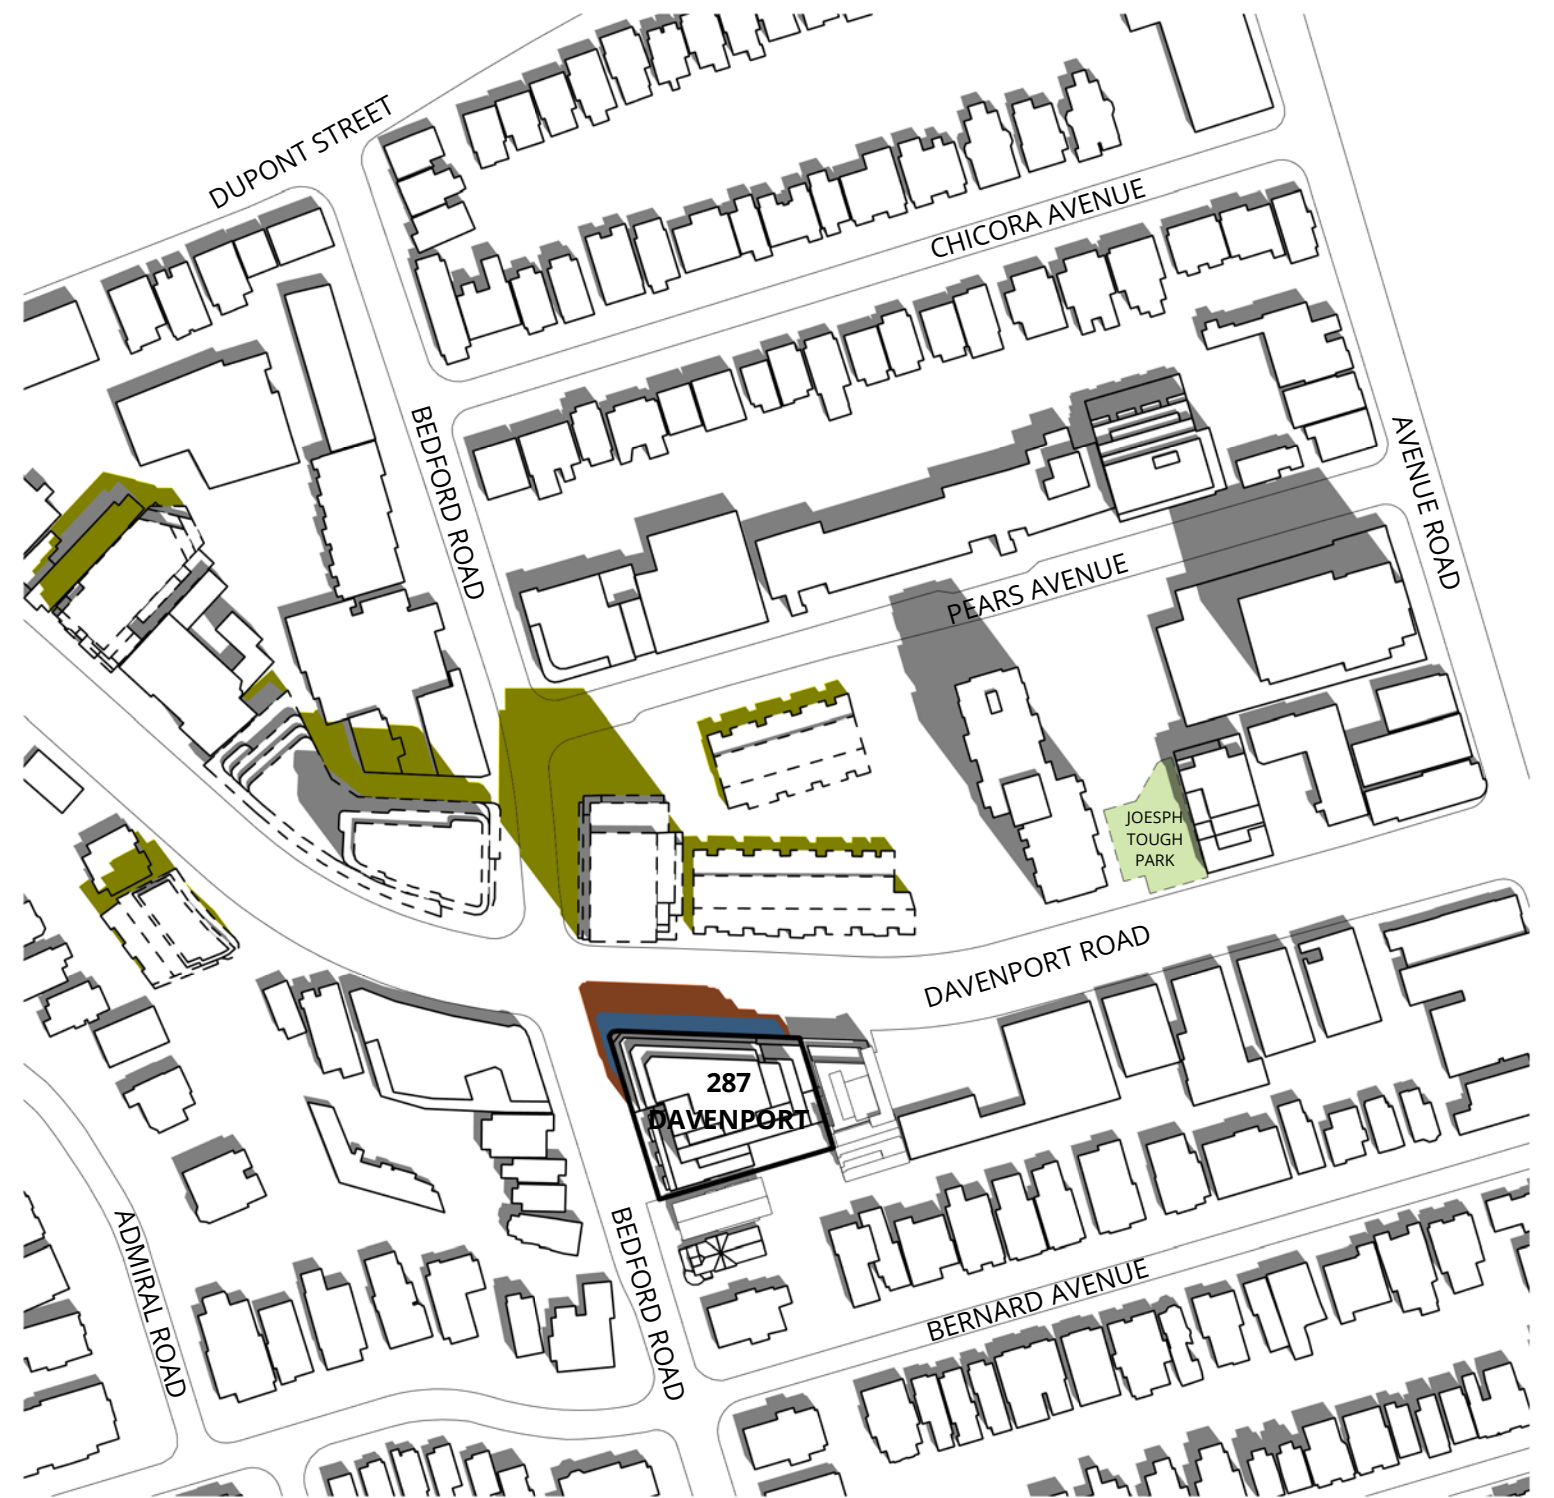 DUPONT STREET
CHICORA AVENUE
BEDFORD ROAD
AVENUE ROAD
PEARS AVENUE
JOESPH
TOUGH
PARK
DAVENPORT ROAD
287
DAVENPORT
ADMIRAL ROAD
BEDFORD ROAD
BERNARD AVENUE